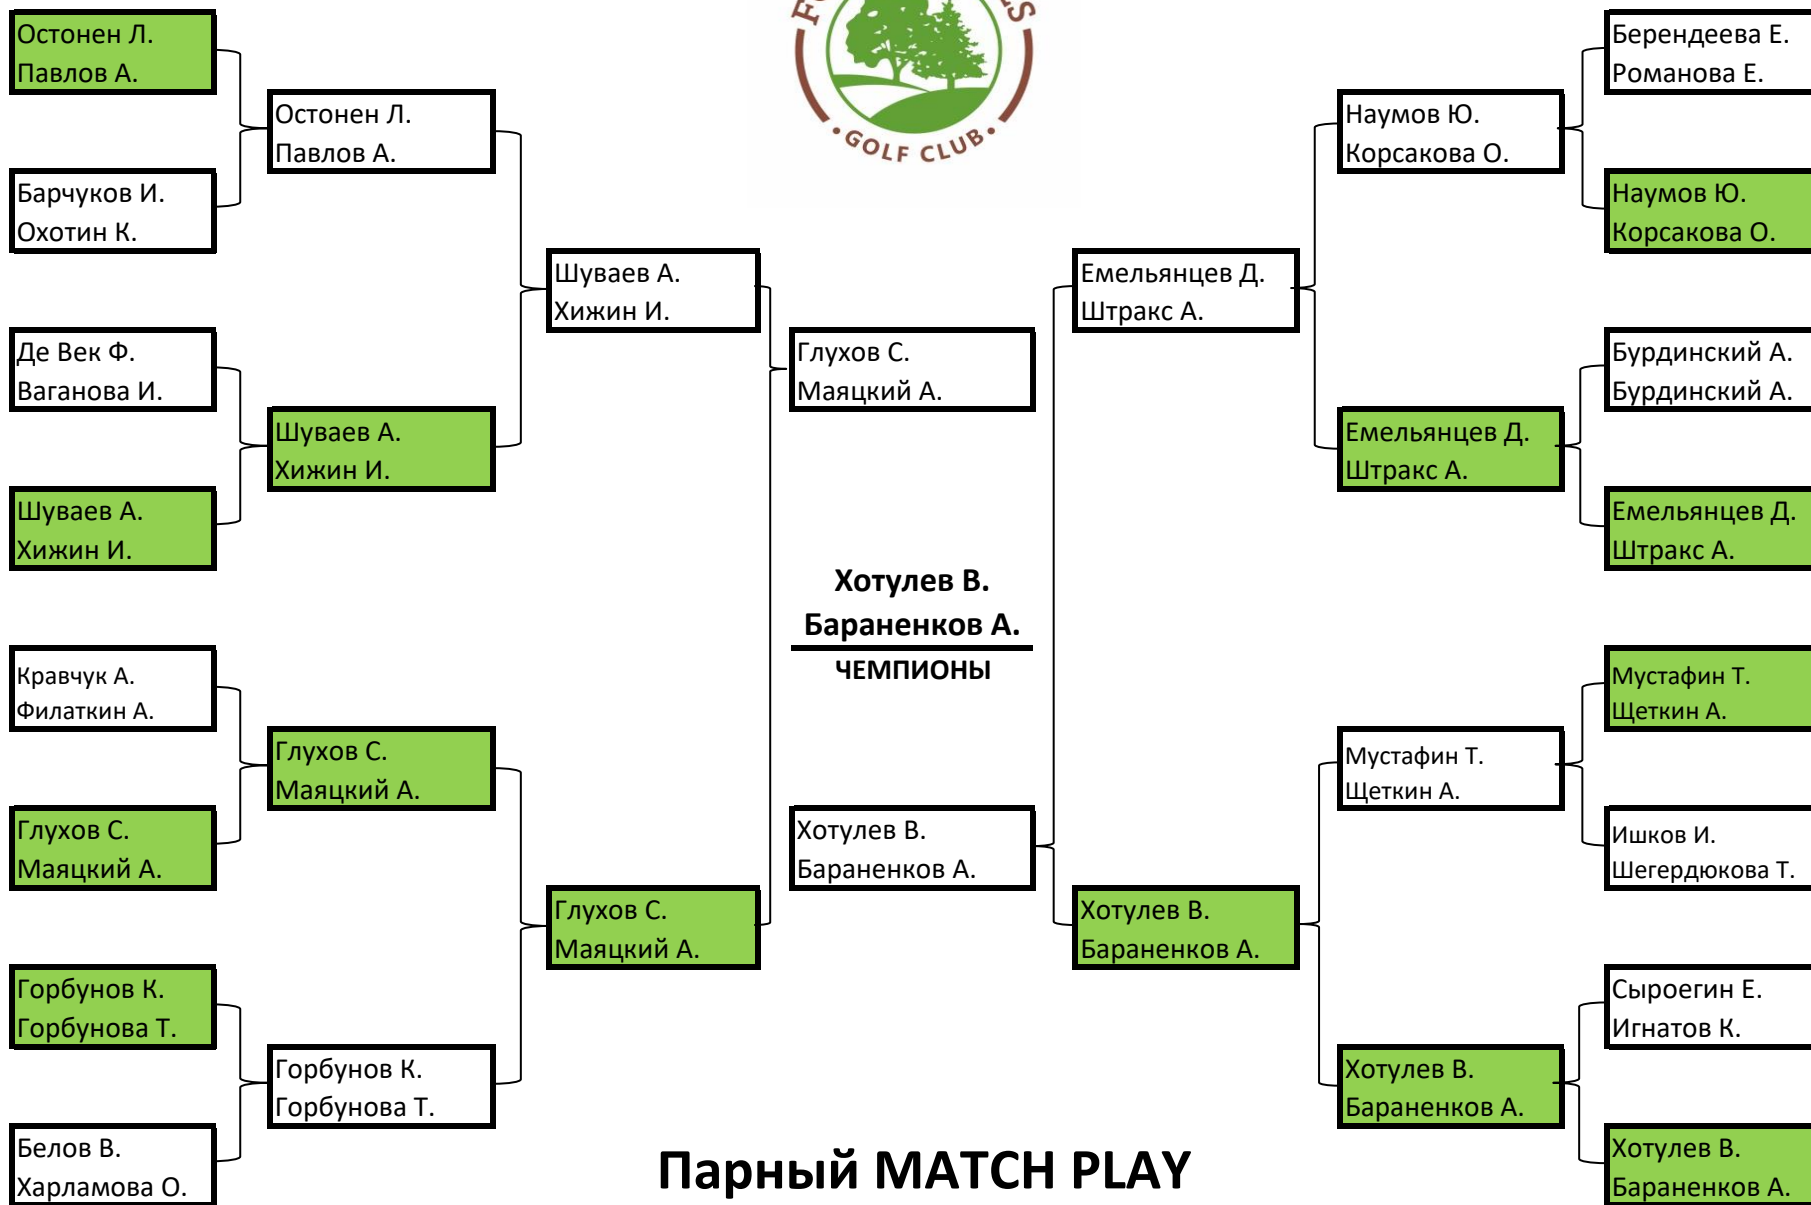 GOLF CLUB
Остонен Л.
Павлов А.
Барчуков И.
Охотин К.
Де Век Ф.
Ваганова И.
Шуваев А.
Хижин И.
Кравчук А.
Филаткин А.
Глухов С.
Маяцкий А.
Горбунов К.
Горбунова Т.
Белов В.
Харламова О.
Остонен Л.
Павлов А.
Шуваев А.
Хижин И.
Глухов С.
Маяцкий А.
Горбунов К.
Горбунова Т.
Шуваев А.
Хижин И.
Глухов С.
Маяцкий А.
Глухов С.
Маяцкий А.
Хотулев В.
Бараненков А.
ЧЕМПИОНЫ
Хотулев В.
Бараненков А.
Емельянцев Д.
Штракс А.
Хотулев В.
Бараненков А.
Наумов Ю.
Корсакова О.
Емельянцев Д.
Штракс А.
Мустафин Т.
Щеткин А.
Хотулев В.
Бараненков А.
Берендеева Е.
Романова Е.
Наумов Ю.
Корсакова О.
Бурдинский А.
Бурдинский А.
Емельянцев Д.
Штракс А.
Мустафин Т.
Щеткин А.
Ишков И.
Шегердюкова Т.
Сыроегин Е.
Игнатов К.
Хотулев В.
Бараненков А.
Парный MATCH PLAY